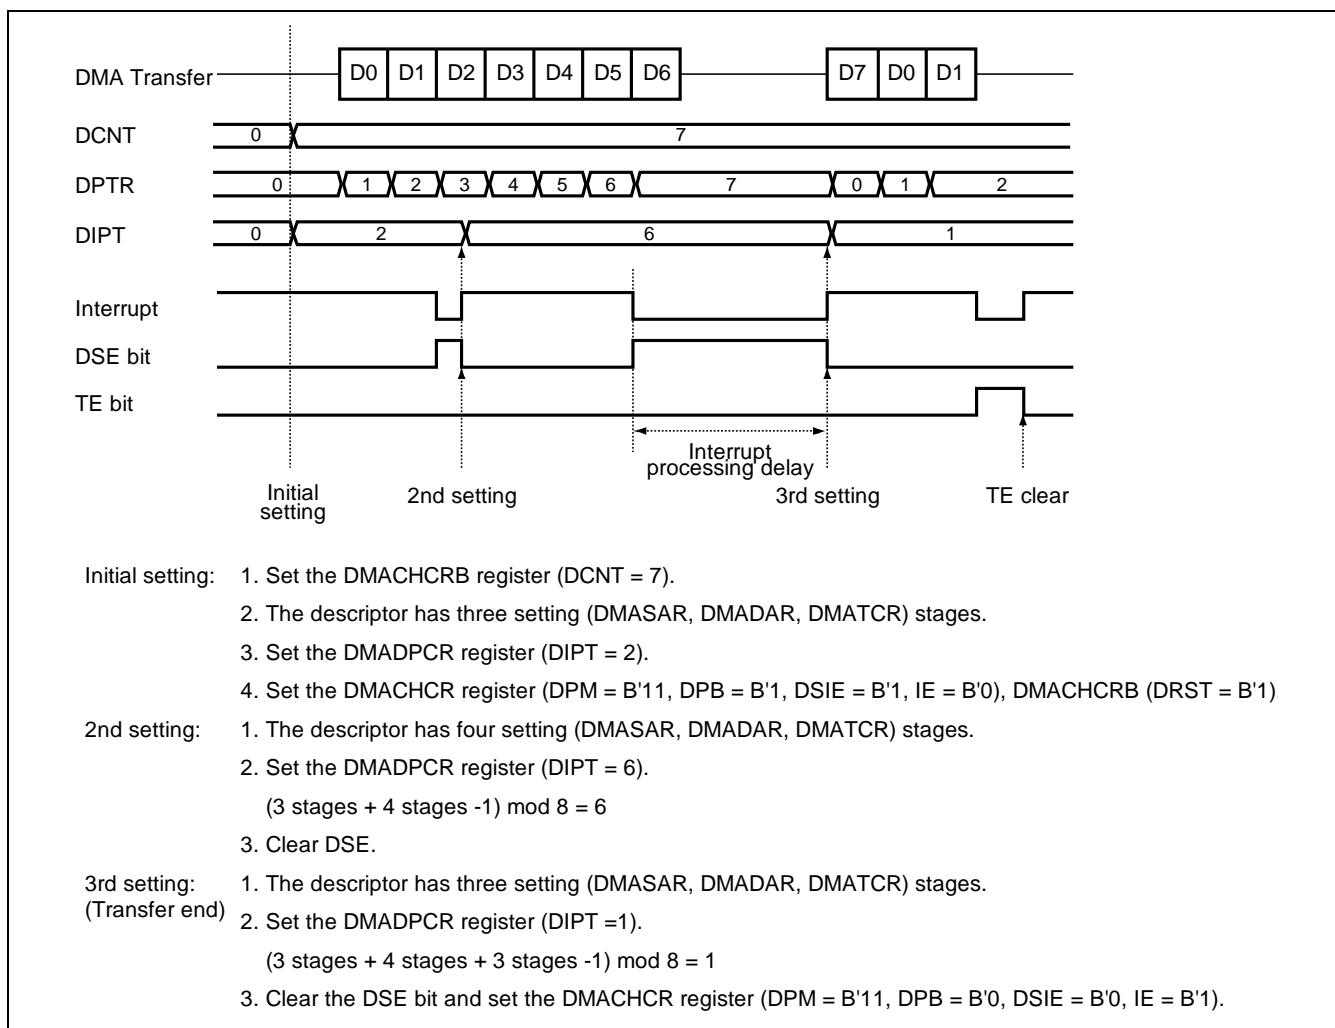 DMA Transfer D0 D1 D2 D3 D4 D5 D6 D7 D0 D1
DCNT 0 7
DPTR 0 1 2 3 4 5 6 7 0 1 2
DIPT 0 2 6 1
Interrupt
DSE bit
TE bit
Interrupt
processing delay
Initial
setting
2nd setting
3rd setting
TE clear
Initial setting: 1. Set the DMACHCRB register (DCNT = 7).
2. The descriptor has three setting (DMASAR, DMADAR, DMATCR) stages.
3. Set the DMADPCR register (DIPT = 2).
4. Set the DMACHCR register (DPM = B'11, DPB = B'1, DSIE = B'1, IE = B'0), DMACHCRB (DRST = B'1).
2nd setting: 1. The descriptor has four setting (DMASAR, DMADAR, DMATCR) stages.
2. Set the DMADPCR register (DIPT = 6).
(3 stages + 4 stages -1) mod 8 = 6
3. Clear DSE.
3rd setting: 1. The descriptor has three setting (DMASAR, DMADAR, DMATCR) stages.
(Transfer end)
2. Set the DMADPCR register (DIPT =1).
(3 stages + 4 stages + 3 stages -1) mod 8 = 1
3. Clear the DSE bit and set the DMACHCR register (DPM = B'11, DPB = B'0, DSIE = B'0, IE = B'1).